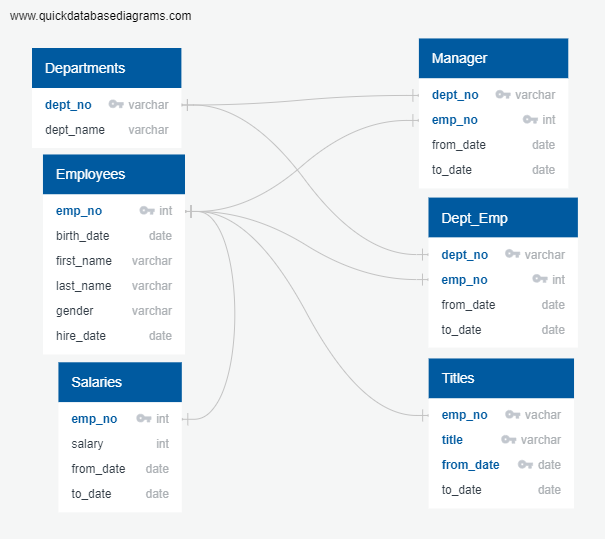 www.quickdatabasediagrams.com
Departments
dept_no varchar
dept_name varchar
Employees
emp_no int
birth_date date
first_name varchar
last_name varchar
gender varchar
hire_date date
Salaries
emp_no int
salary int
from_date date
to_date date
Manager
dept_no varchar
emp_no int
from_date date
to_date date
Dept_Emp
dept_no varchar
emp_no int
from_date date
to_date date
Titles
emp_no vachar
title varchar
from_date date
to_date date